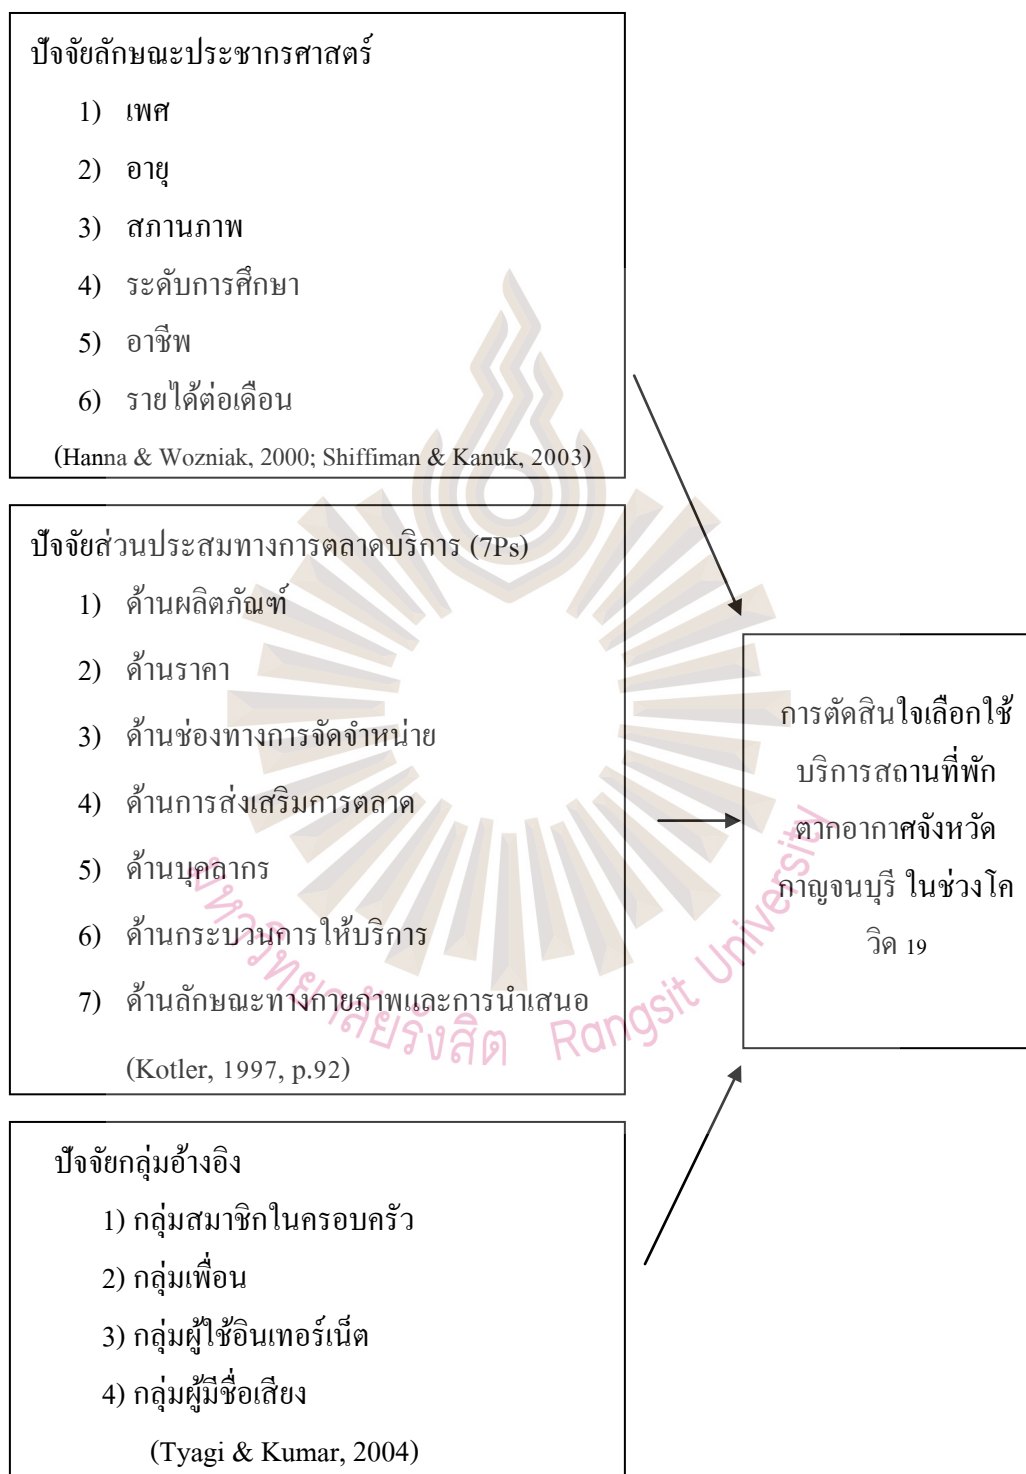 ปัจจัยลักษณะประชากรศาสตร์
1) เพศ
2) อายุ
3) สภานภาพ
4) ระดับการศึกษา
5) อาชีพ
6) รายได้ต่อเดือน
(Hanna & Wozniak, 2000; Shiffiman & Kanuk, 2003)
ปัจจัยส่วนประสมทางการตลาดบริการ (7Ps)
1) ด้านผลิตภัณฑ์
2) ด้านราคา
3) ด้านช่องทางการจัดจำหน่าย
4) ด้านการส่งเสริมการตลาด
5) ด้านบุคลากร
6) ด้านกระบวนการให้บริการ
7) ด้านลักษณะทางกายภาพและการนำเสนอ
(Kotler, 1997, p.92)
ปัจจัยกลุ่มอ้างอิง
1) กลุ่มสมาชิกในครอบครัว
2) กลุ่มเพื่อน
3) กลุ่มผู้ใช้อินเทอร์เน็ต
4) กลุ่มผู้มีชื่อเสียง
(Tyagi & Kumar, 2004)
การตัดสินใจเลือกใช้
บริการสถานที่พัก
ตากอากาศจังหวัด
กาญจนบุรี ในช่วงโค
วิด 19
มหาวิทยาลัยรังสิต Rangsit University